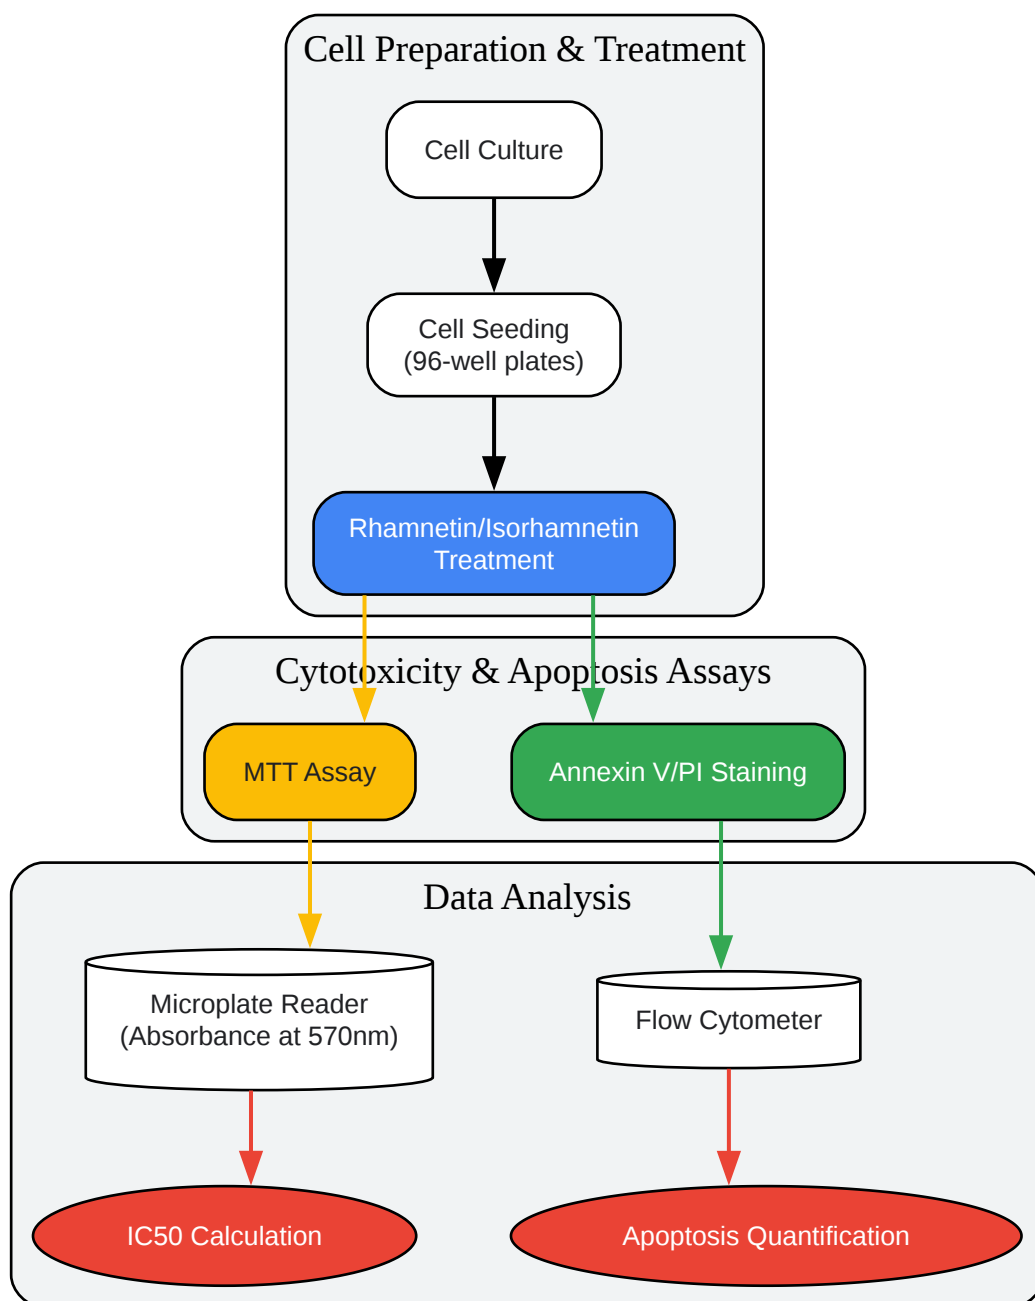 Cell Preparation & Treatment
Cell Culture
Cell Seeding
(96-well plates)
Rhamnetin/Isorhamnetin
Treatment
Cytotoxicity & Apoptosis Assays
MTT Assay
Annexin V/PI Staining
Data Analysis
Microplate Reader
(Absorbance at 570nm)
Flow Cytometer
IC50 Calculation
Apoptosis Quantification